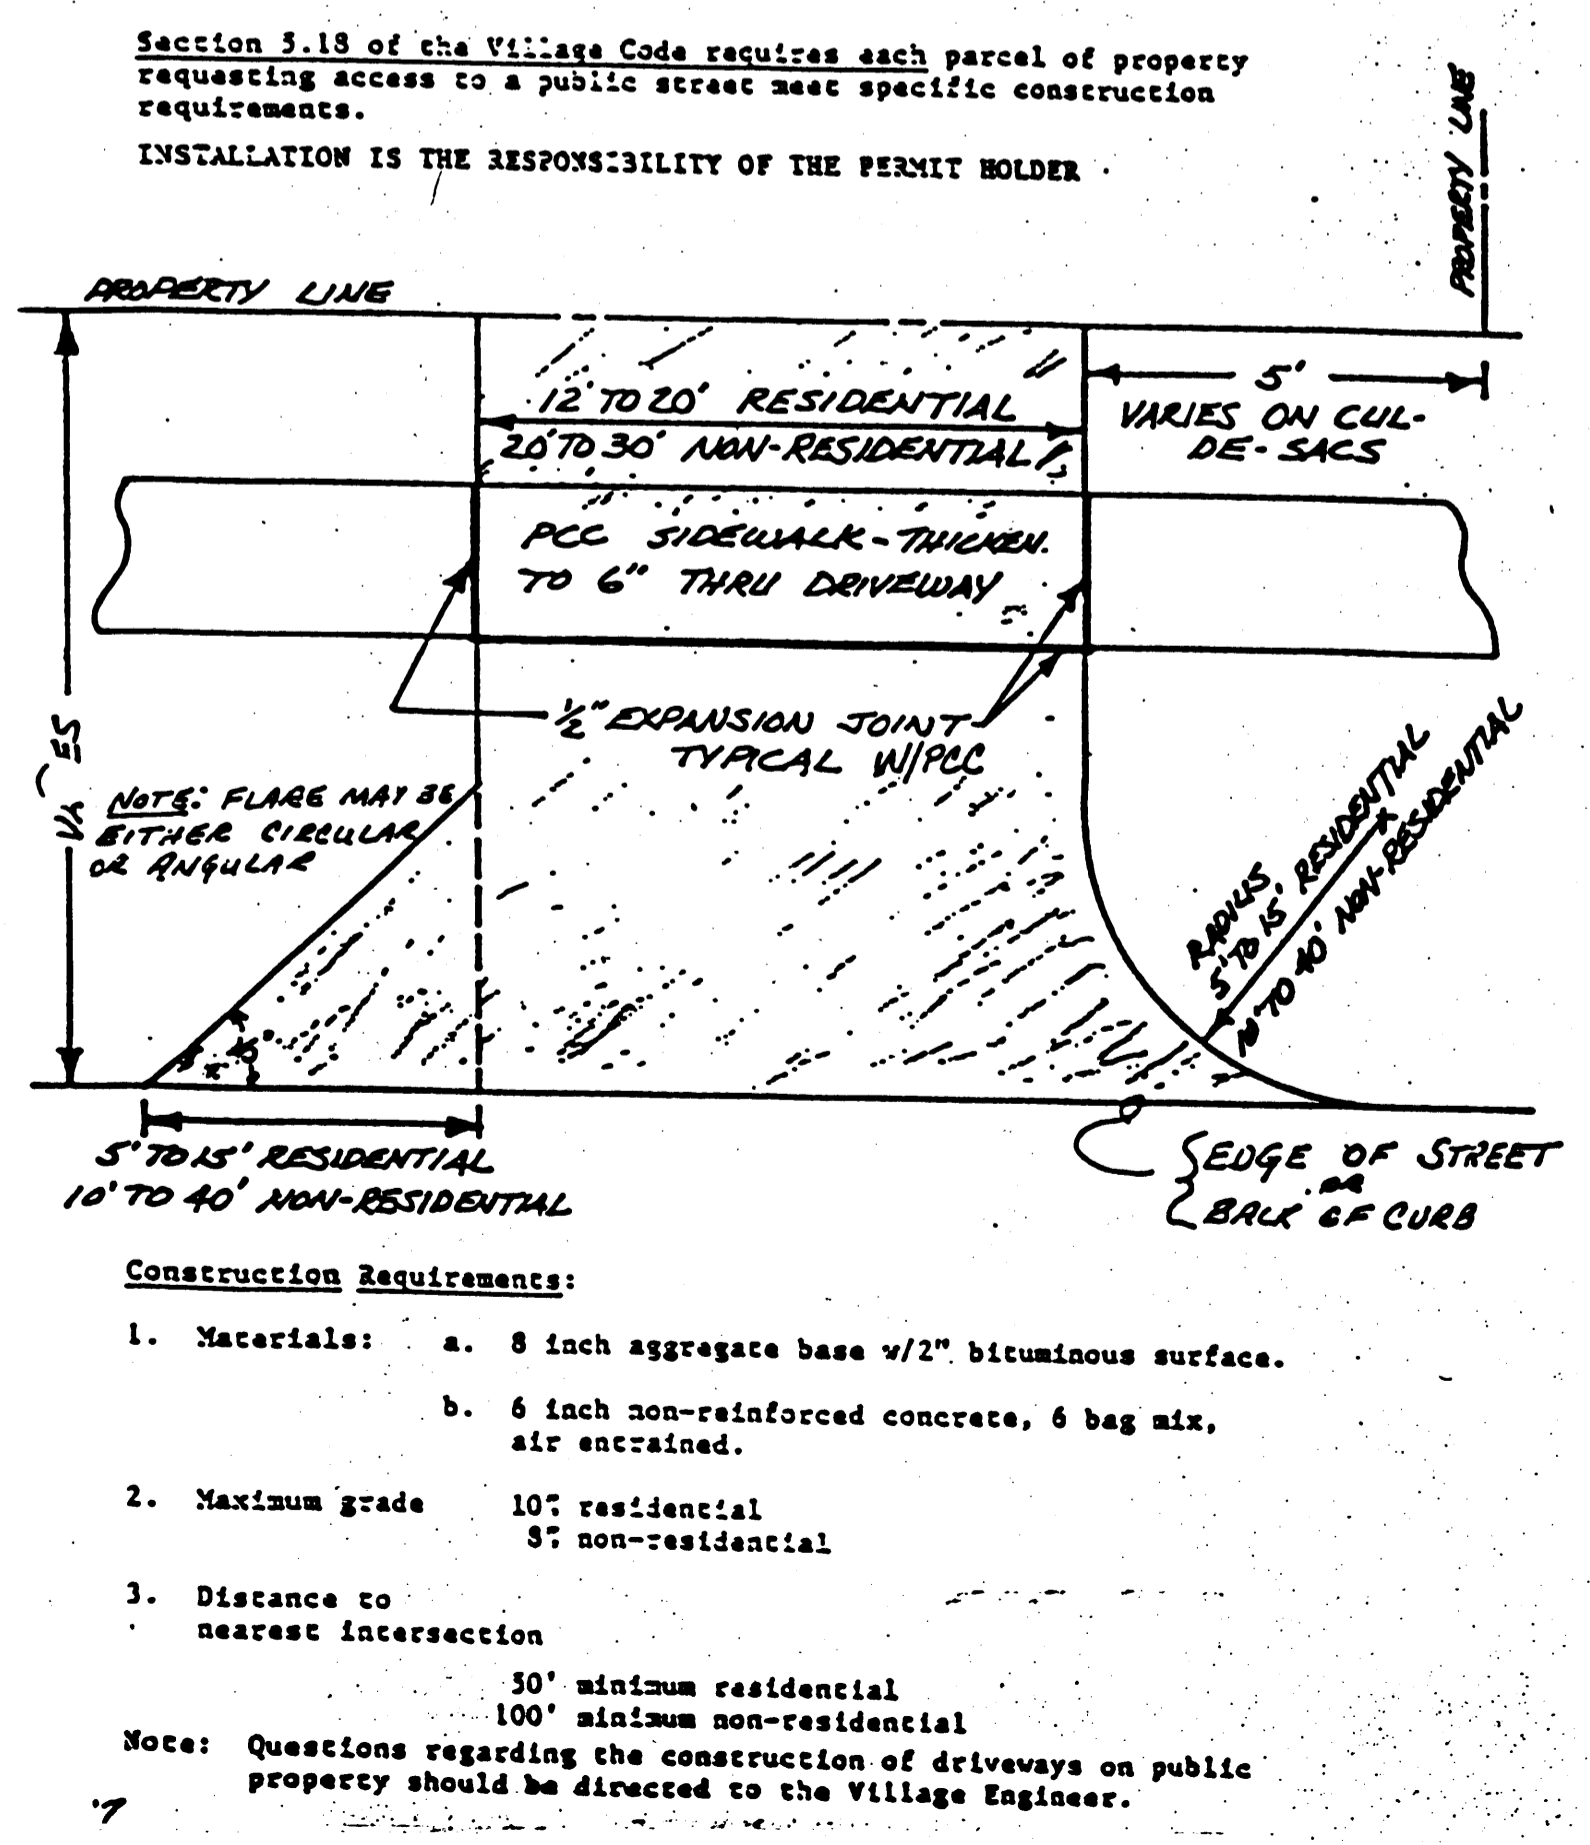 Section 5.18 of the Village Code requires each parcel of property
requesting access to a public street meet specific construction
requirements.
INSTALLATION IS THE RESPONSIBILITY OF THE PERMIT HOLDER
PROPERTY LINE
PROPERTY LINE
12' TO 20' RESIDENTIAL
20' TO 30' NON-RESIDENTIAL
5'
VARIES ON CUL-
DE-SACS
PCC SIDEWALK-THICKEN.
TO 6" THRU DRIVEWAY
1/2" EXPANSION JOINT
TYPICAL W/PCC
NOTE: FLARE MAY BE
EITHER CIRCULAR
OR ANGULAR
RADIUS
5' TO 15' RESIDENTIAL
10' TO 40' NON-RESIDENTIAL
5' TO 15' RESIDENTIAL
10' TO 40' NON-RESIDENTIAL
EDGE OF STREET
OR
BACK OF CURB
Construction Requirements:
1. Materials: a. 8 inch aggregate base w/2" bituminous surface.
b. 6 inch non-reinforced concrete, 6 bag mix,
air entrained.
2. Maximum grade 10% residential
8% non-residential
3. Distance to
nearest intersection
50' minimum residential
100' minimum non-residential
Note: Questions regarding the construction of driveways on public
property should be directed to the Village Engineer.